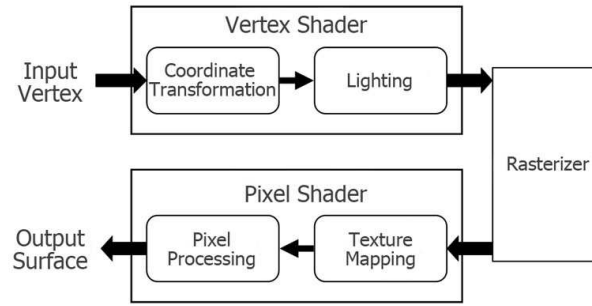 Vertex Shader
Input
Vertex
Coordinate
Transformation
Lighting
Rasterizer
Pixel Shader
Output
Surface
Pixel
Processing
Texture
Mapping